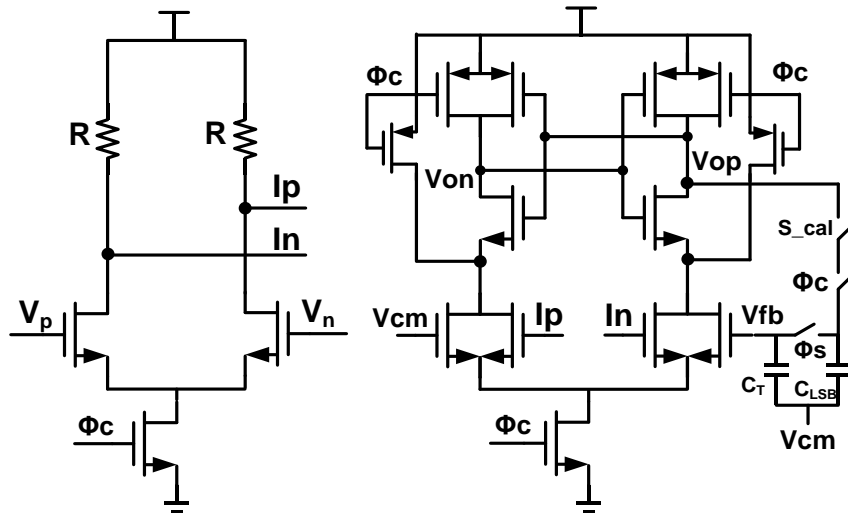 Φc
Φc
R
R
Ip
In
Von
Vop
S_cal
Φc
Vp
Vn
Vcm
Ip
In
Vfb
Φs
CT
CLSB
Φc
Φc
Vcm